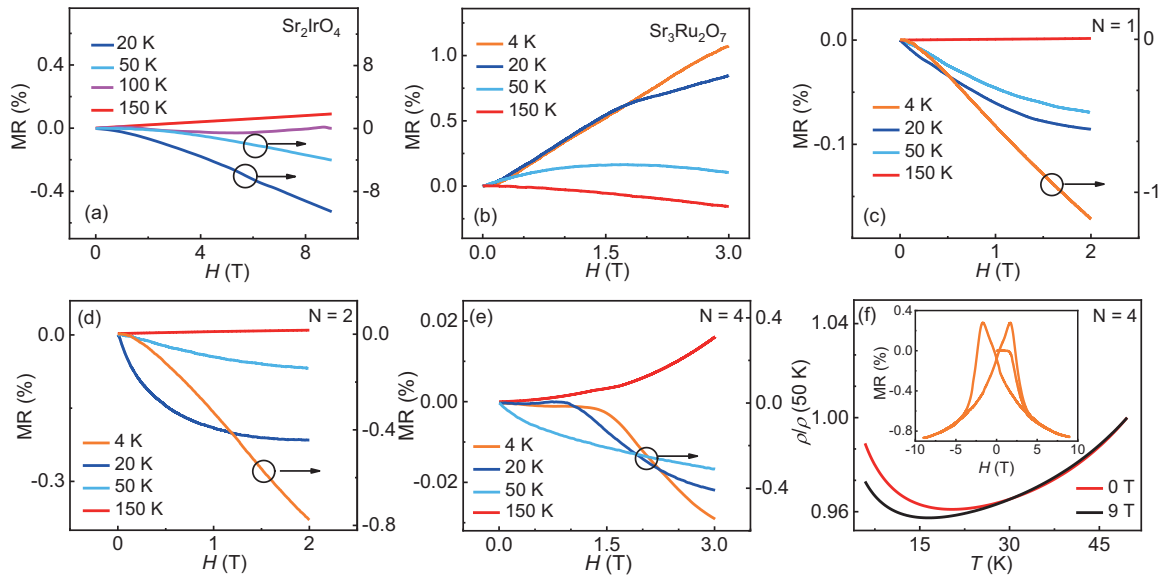 Sr₂IrO₄
20 K
50 K
100 K
150 K
0.4
0.0
-0.4
12
8
0
-8
MR (%)
(a)
0 4 8
H (T)
Sr₃Ru₂O₇
4 K
20 K
50 K
150 K
1.5
1.0
0.5
0.0
MR (%)
(b)
0.0 1.5 3.0
H (T)
N = 1
4 K
20 K
50 K
150 K
0.0
-0.1
0
-1
MR (%)
(c)
0 1 2
H (T)
(d)
N = 2
4 K
20 K
50 K
150 K
0.0
-0.3
0.0
-0.4
-0.8
MR (%)
0 1 2
H (T)
(e)
N = 4
4 K
20 K
50 K
150 K
0.02
0.00
-0.02
0.4
0.0
-0.4
MR (%)
0.0 1.5 3.0
H (T)
(f)
N = 4
1.04
1.00
0.96
ρ/ρ (50 K)
0.4
0.0
-0.4
-0.8
MR (%)
-10 -5 0 5 10
H (T)
0 T
9 T
15 30 45
T (K)